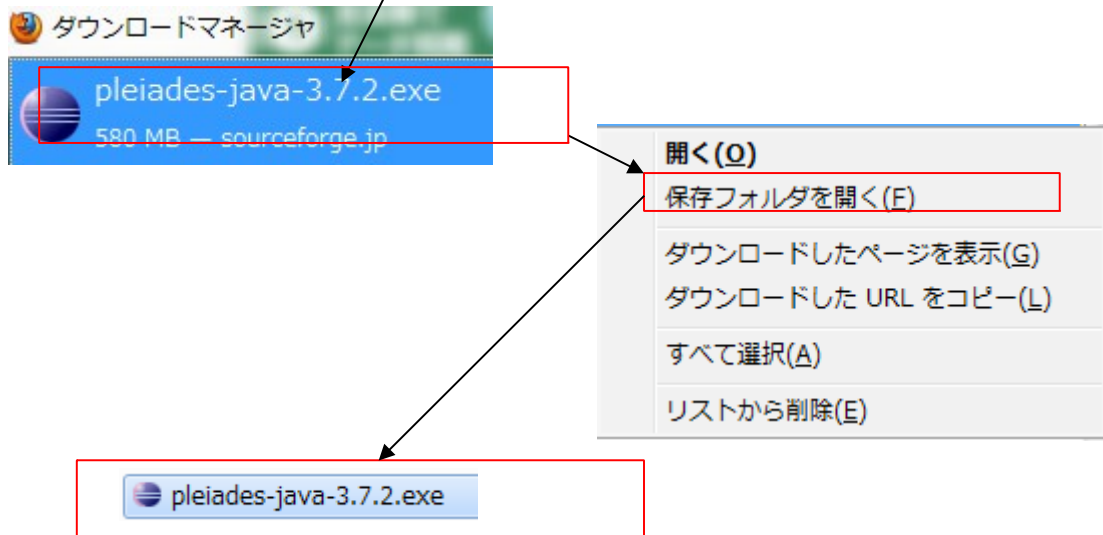 ダウンロードマネージャ
pleiades-java-3.7.2.exe
580 MB — sourceforge.jp
開く(O)
保存フォルダを開く(F)
ダウンロードしたページを表示(G)
ダウンロードした URL をコピー(L)
すべて選択(A)
リストから削除(E)
pleiades-java-3.7.2.exe